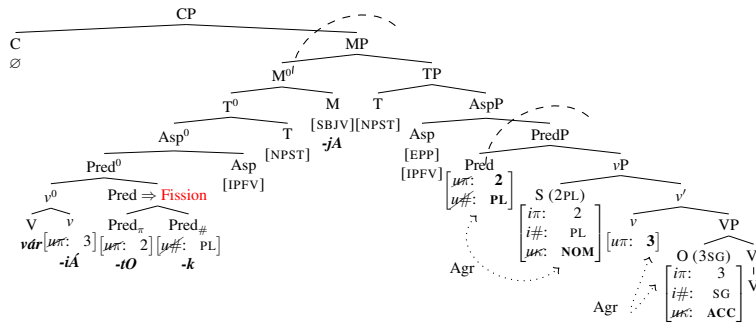 CP
C
∅
MP
M⁰ᶠ
TP
T⁰
M
[SBJV]
-jA
T
[NPST]
AspP
Asp⁰
T
[NPST]
Asp
[EPP]
[IPFV]
PredP
Pred⁰
Asp
[IPFV]
Pred
[uπ: 2
u#: PL]
vP
v⁰
Pred ⇒ Fission
S (2PL)
[iπ: 2
i#: PL
uκ: NOM]
v′
V
vár
v
[uπ: 3]
-iÁ
Predπ
[uπ: 2]
-tO
Pred#
[u#: PL]
-k
v
[uπ: 3]
VP
Agr
O (3SG)
[iπ: 3
i#: SG
uκ: ACC]
V
V
Agr